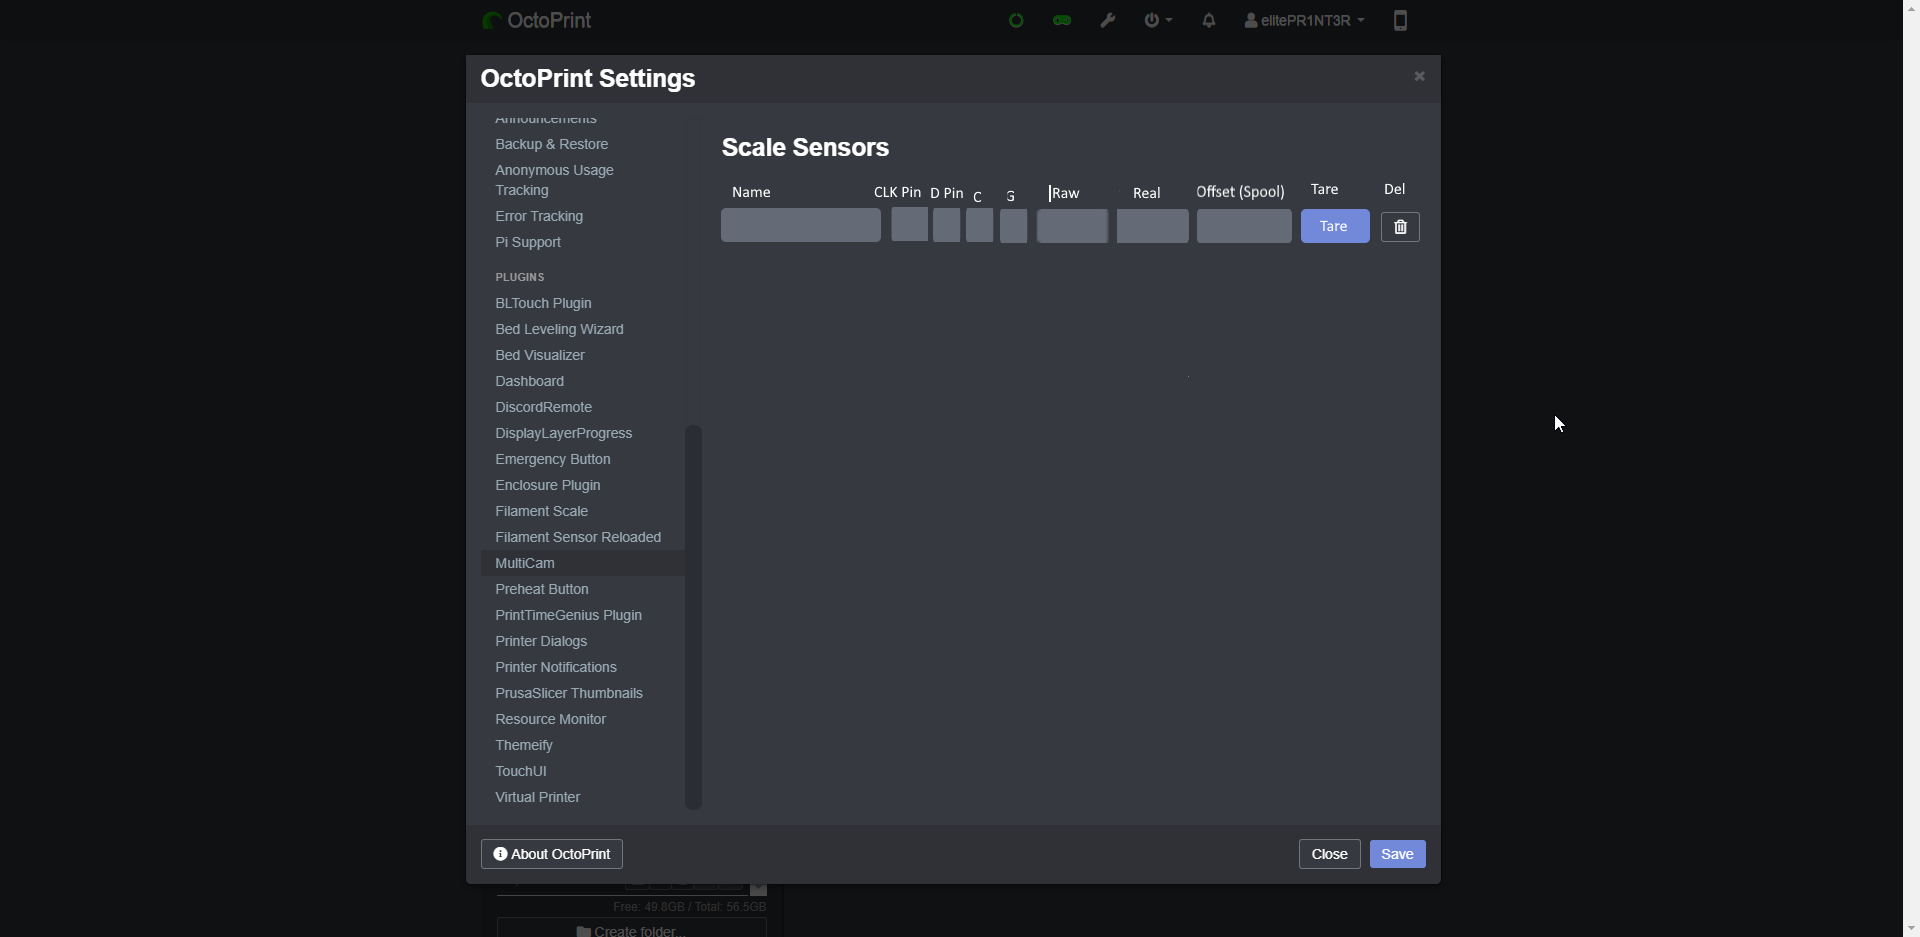 OctoPrint
elitePR1NT3R
OctoPrint Settings
Announcements
Backup & Restore
Anonymous Usage
Tracking
Error Tracking
Pi Support
PLUGINS
BLTouch Plugin
Bed Leveling Wizard
Bed Visualizer
Dashboard
DiscordRemote
DisplayLayerProgress
Emergency Button
Enclosure Plugin
Filament Scale
Filament Sensor Reloaded
MultiCam
Preheat Button
PrintTimeGenius Plugin
Printer Dialogs
Printer Notifications
PrusaSlicer Thumbnails
Resource Monitor
Themeify
TouchUI
Virtual Printer
Scale Sensors
Name CLK Pin D Pin C G Raw Real Offset (Spool) Tare Del
Tare
About OctoPrint
Close Save
Free: 49.8GB / Total: 56.5GB
Create folder...